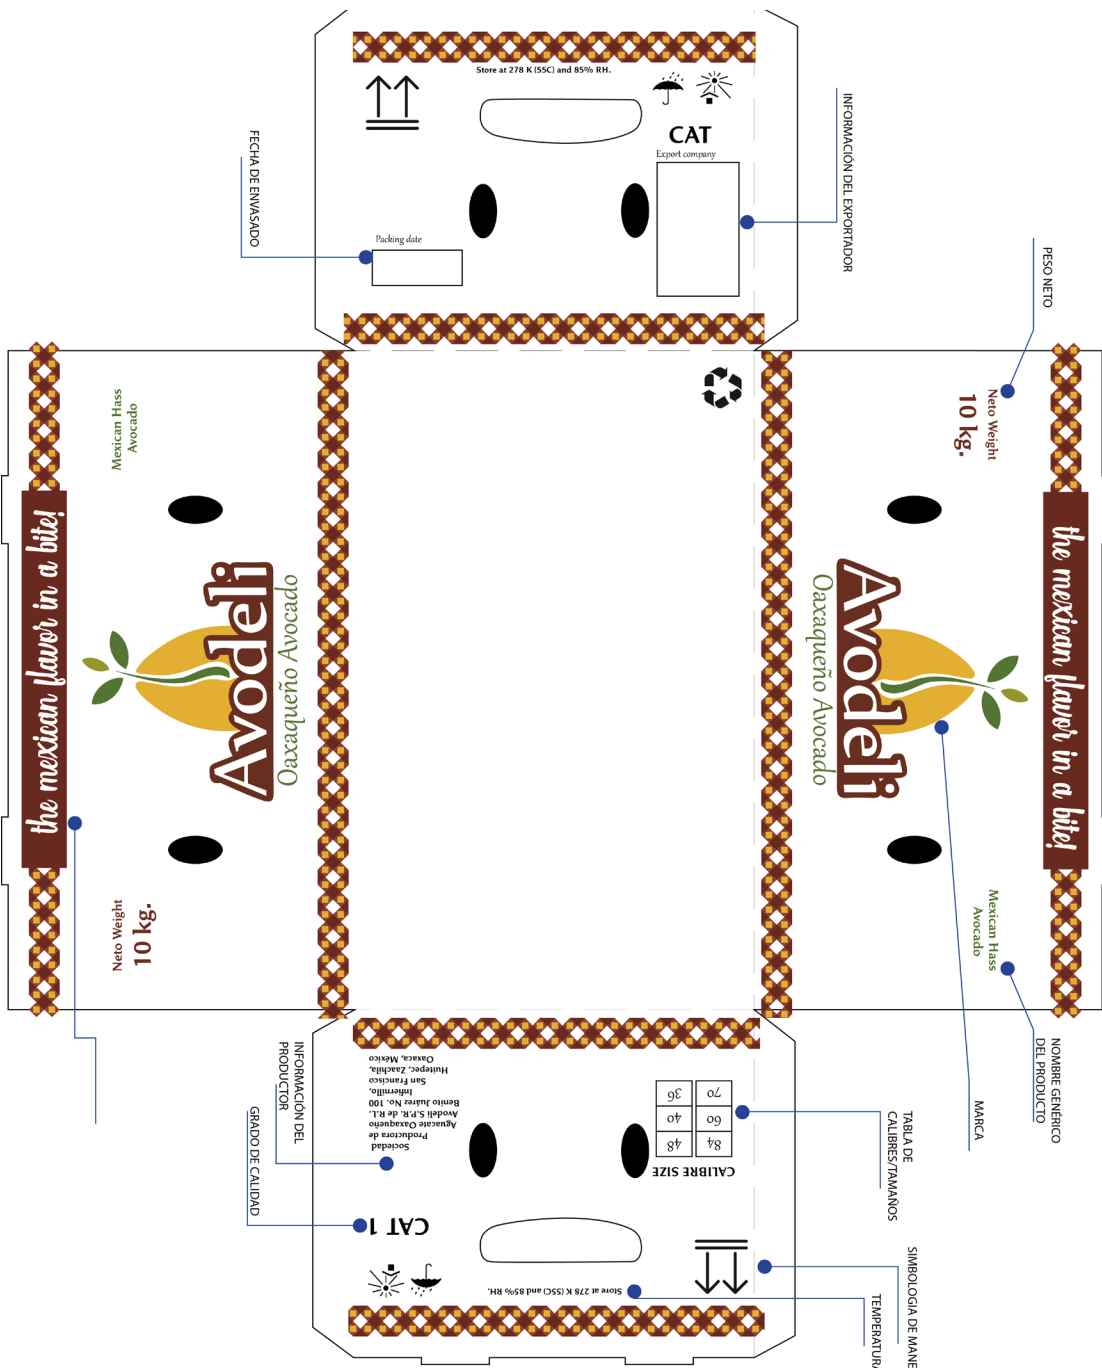 Store at 278 K (55C) and 85% RH.
CAT
Export company
Packing date
FECHA DE ENVASADO
INFORMACIÓN DEL EXPORTADOR
PESO NETO
Mexican Hass
Avocado
the mexican flavor in a bite!
Avodeli
Oaxaqueño Avocado
Neto Weight
10 kg.
Neto Weight
10 kg.
the mexican flavor in a bite!
Avodeli
Oaxaqueño Avocado
Mexican Hass
Avocado
NOMBRE GENÉRICO
DEL PRODUCTO
MARCA
TABLA DE
CALIBRES/TAMAÑOS
SIMBOLOGIA DE MANE
TEMPERATURA
INFORMACIÓN DEL
PRODUCTOR
GRADO DE CALIDAD
Store at 278 K (55C) and 85% RH.
CAT 1
CALIBRE SIZE
84 48
60 40
70 36
Sociedad
Productora de
Aguacate Oaxaqueño
Avodeli S.P.R. de R.L.
Benito Juárez No. 100
Infiernillo,
San Francisco
Huitepec, Zaachila,
Oaxaca, México